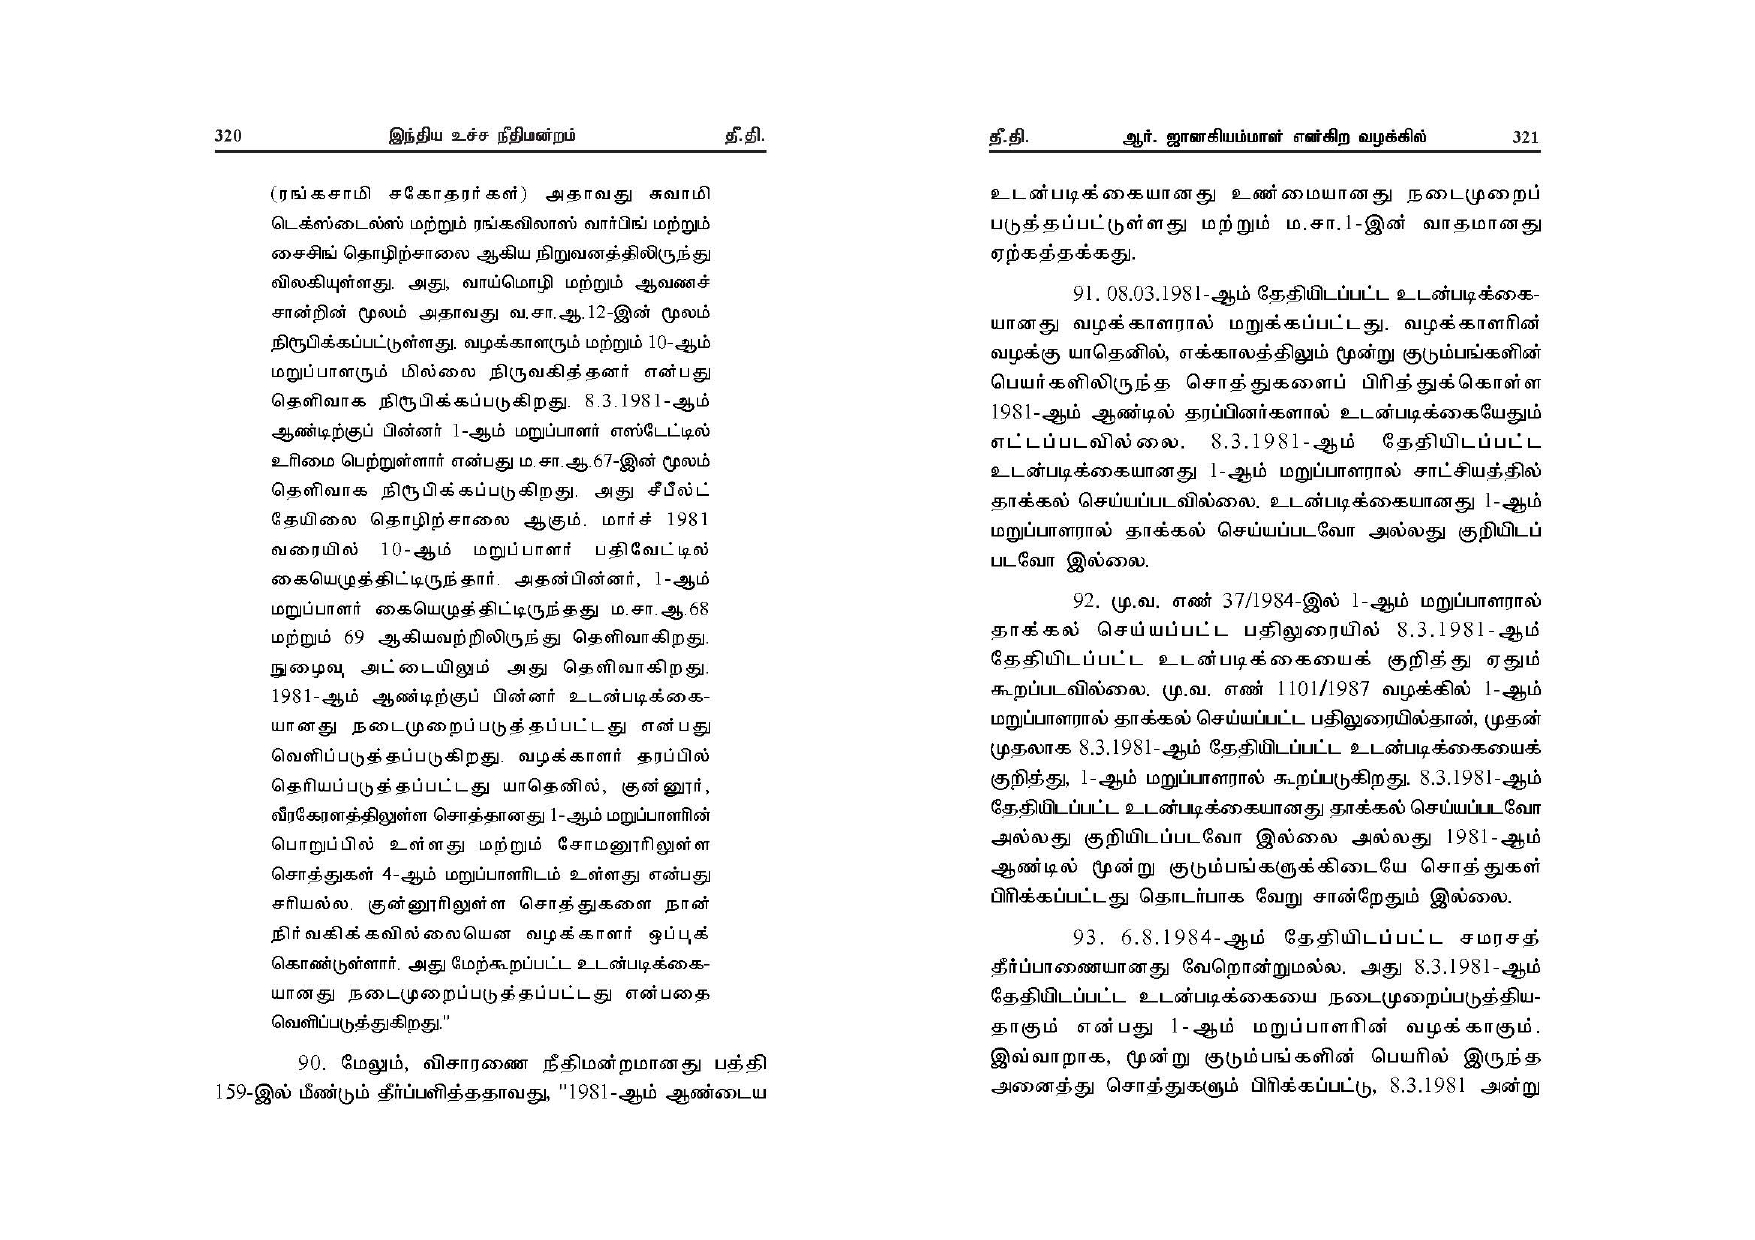 320 இந்திய உச்ச நீதிமன்றம் தீ.தி.
(ரங்கசாமி சகோதரர்கள்) அதாவது சுவாமி
டெக்ஸ்டைல்ஸ் மற்றும் ரங்கவிலாஸ் வார்பிங் மற்றும்
சைசிங் தொழிற்சாலை ஆகிய நிறுவனத்திலிருந்து
விலகியுள்ளது. அது, வாய்மொழி மற்றும் ஆவணச்
சான்றின் மூலம் அதாவது வ.சா.ஆ.12-இன் மூலம்
நிரூபிக்கப்பட்டுள்ளது. வழக்காளரும் மற்றும் 10-ஆம்
மறுப்பாளரும் மில்லை நிருவகித்தனர் என்பது
தெளிவாக நிரூபிக்கப்படுகிறது. 8.3.1981-ஆம்
ஆண்டிற்குப் பின்னர் 1-ஆம் மறுப்பாளர் எஸ்டேட்டில்
உரிமை பெற்றுள்ளார் என்பது ம.சா.ஆ.67-இன் மூலம்
தெளிவாக நிரூபிக்கப்படுகிறது. அது சீபீல்ட்
தேயிலை தொழிற்சாலை ஆகும். மார்ச் 1981
வரையில் 10-ஆம் மறுப்பாளர் பதிவேட்டில்
கையெழுத்திட்டிருந்தார். அதன்பின்னர், 1-ஆம்
மறுப்பாளர் கையெழுத்திட்டிருந்தது ம.சா.ஆ.68
மற்றும் 69 ஆகியவற்றிலிருந்து தெளிவாகிறது.
நுழைவு அட்டையிலும் அது தெளிவாகிறது.
1981-ஆம் ஆண்டிற்குப் பின்னர் உடன்படிக்கை-
யானது நடைமுறைப்படுத்தப்பட்டது என்பது
வெளிப்படுத்தப்படுகிறது. வழக்காளர் தரப்பில்
தெரியப்படுத்தப்பட்டது யாதெனில், குன்னூர்,
வீரகேரளத்திலுள்ள சொத்தானது 1-ஆம் மறுப்பாளரின்
பொறுப்பில் உள்ளது மற்றும் சோமனூரிலுள்ள
சொத்துகள் 4-ஆம் மறுப்பாளரிடம் உள்ளது என்பது
சரியல்ல. குன்னூரிலுள்ள சொத்துகளை நான்
நிர்வகிக்கவில்லையென வழக்காளர் ஒப்புக்
கொண்டுள்ளார். அது மேற்கூறப்பட்ட உடன்படிக்கை-
யானது நடைமுறைப்படுத்தப்பட்டது என்பதை
வெளிப்படுத்துகிறது."
90. மேலும், விசாரணை நீதிமன்றமானது பத்தி
159-இல் மீண்டும் தீர்ப்பளித்ததாவது, "1981-ஆம் ஆண்டைய
தீ.தி. ஆர். ஜானகியம்மாள் என்கிற வழக்கில் 321
உடன்படிக்கையானது உண்மையானது நடைமுறைப்
படுத்தப்பட்டுள்ளது மற்றும் ம.சா.1-இன் வாதமானது
ஏற்கத்தக்கது.
91. 08.03.1981-ஆம் தேதியிடப்பட்ட உடன்படிக்கை-
யானது வழக்காளரால் மறுக்கப்பட்டது. வழக்காளரின்
வழக்கு யாதெனில், எக்காலத்திலும் மூன்று குடும்பங்களின்
பெயர்களிலிருந்த சொத்துகளைப் பிரித்துக்கொள்ள
1981-ஆம் ஆண்டில் தரப்பினர்களால் உடன்படிக்கையேதும்
எட்டப்படவில்லை. 8.3.1981-ஆம் தேதியிடப்பட்ட
உடன்படிக்கையானது 1-ஆம் மறுப்பாளரால் சாட்சியத்தில்
தாக்கல் செய்யப்படவில்லை. உடன்படிக்கையானது 1-ஆம்
மறுப்பாளரால் தாக்கல் செய்யப்படவோ அல்லது குறியிடப்
படவோ இல்லை.
92. மு.வ. எண் 37/1984-இல் 1-ஆம் மறுப்பாளரால்
தாக்கல் செய்யப்பட்ட பதிலுரையில் 8.3.1981-ஆம்
தேதியிடப்பட்ட உடன்படிக்கையைக் குறித்து ஏதும்
கூறப்படவில்லை. மு.வ. எண் 1101/1987 வழக்கில் 1-ஆம்
மறுப்பாளரால் தாக்கல் செய்யப்பட்ட பதிலுரையில்தான், முதன்
முதலாக 8.3.1981-ஆம் தேதியிடப்பட்ட உடன்படிக்கையைக்
குறித்து, 1-ஆம் மறுப்பாளரால் கூறப்படுகிறது. 8.3.1981-ஆம்
தேதியிடப்பட்ட உடன்படிக்கையானது தாக்கல் செய்யப்படவோ
அல்லது குறியிடப்படவோ இல்லை அல்லது 1981-ஆம்
ஆண்டில் மூன்று குடும்பங்களுக்கிடையே சொத்துகள்
பிரிக்கப்பட்டது தொடர்பாக வேறு சான்றேதும் இல்லை.
93. 6.8.1984-ஆம் தேதியிடப்பட்ட சமரசத்
தீர்ப்பாணையானது வேறொன்றுமல்ல. அது 8.3.1981-ஆம்
தேதியிடப்பட்ட உடன்படிக்கையை நடைமுறைப்படுத்திய-
தாகும் என்பது 1-ஆம் மறுப்பாளரின் வழக்காகும்.
இவ்வாறாக, மூன்று குடும்பங்களின் பெயரில் இருந்த
அனைத்து சொத்துகளும் பிரிக்கப்பட்டு, 8.3.1981 அன்று